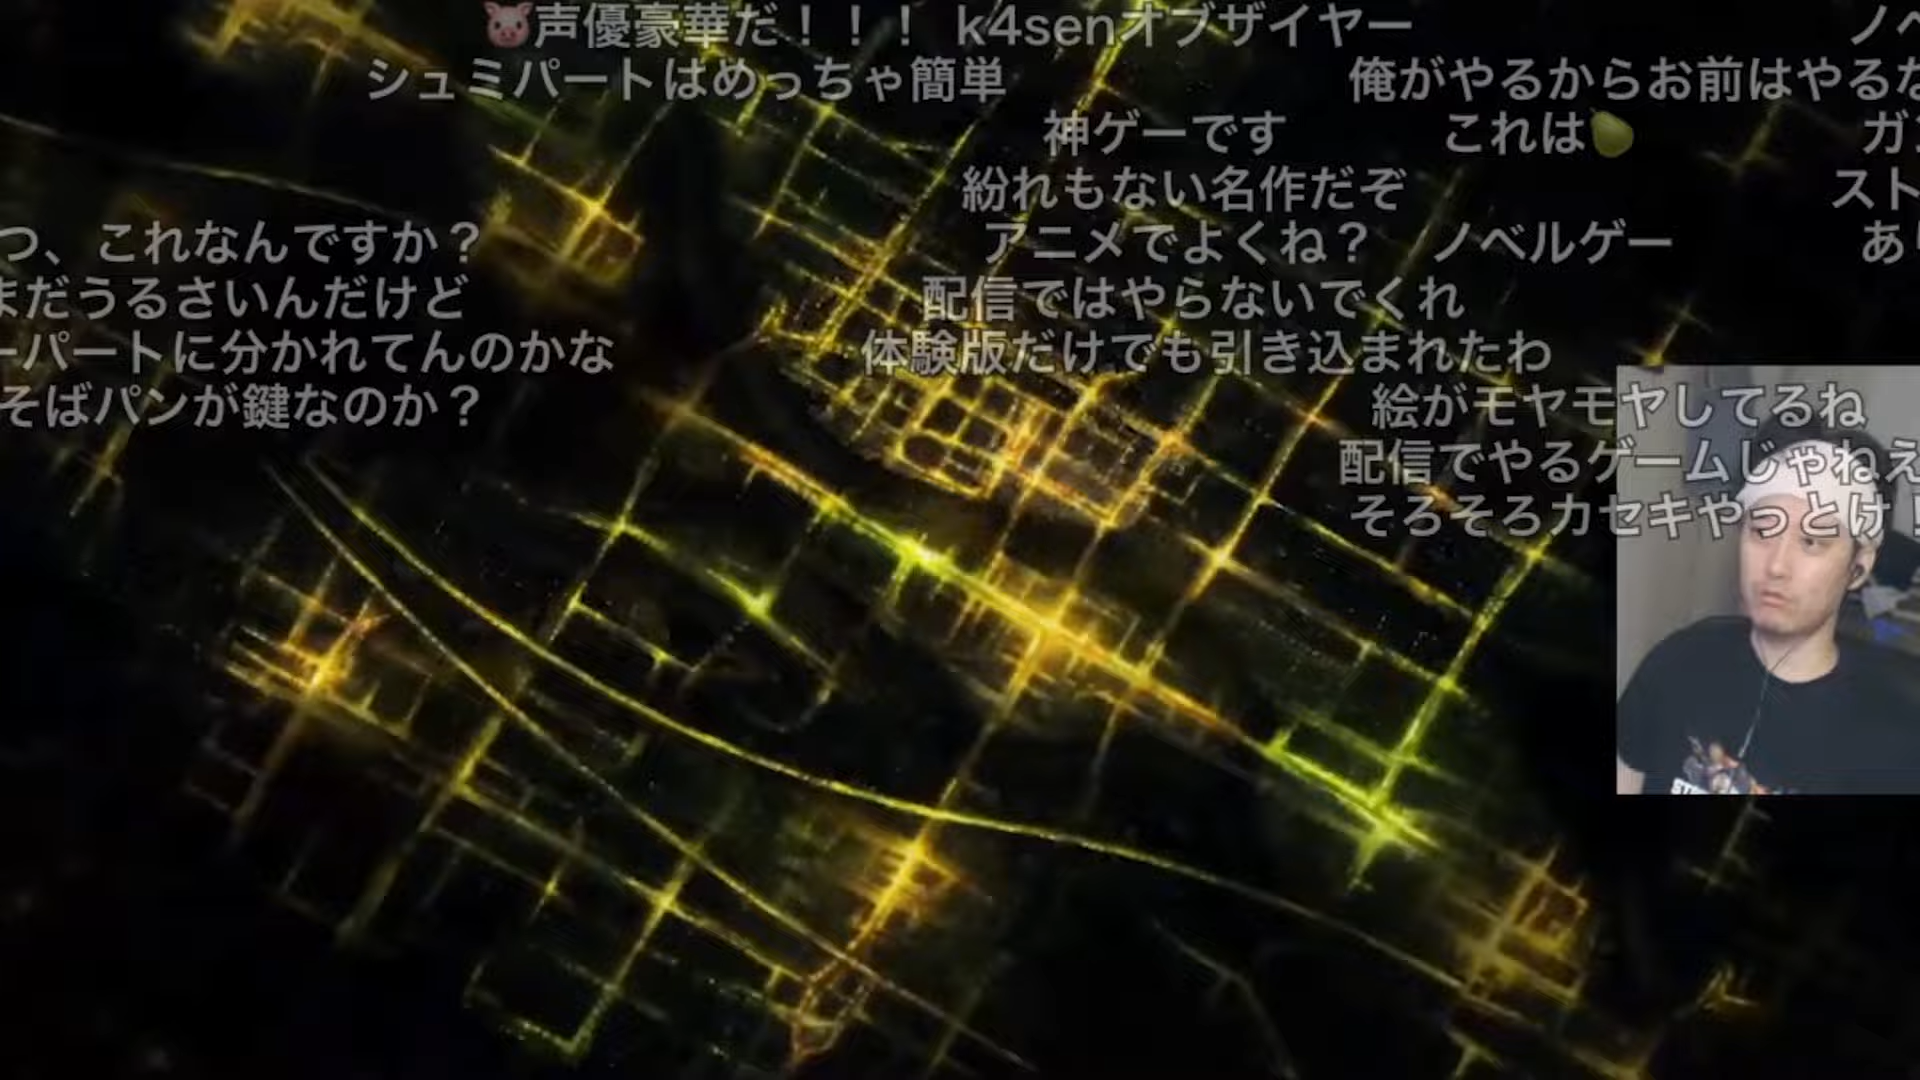 🐷声優豪華だ！！！ k4senオブザイヤー
ノベ
シュミパートはめっちゃ簡単
俺がやるからお前はやるな
神ゲーです
これは🍐
ガン
紛れもない名作だぞ
スト
つ、これなんですか？
アニメでよくね？
ノベルゲー
あり
まだうるさいんだけど
配信ではやらないでくれ
ーパートに分かれてんのかな
体験版だけでも引き込まれたわ
そばパンが鍵なのか？
絵がモヤモヤしてるね
配信でやるゲームじゃねえ
そろそろカセキやっとけ！